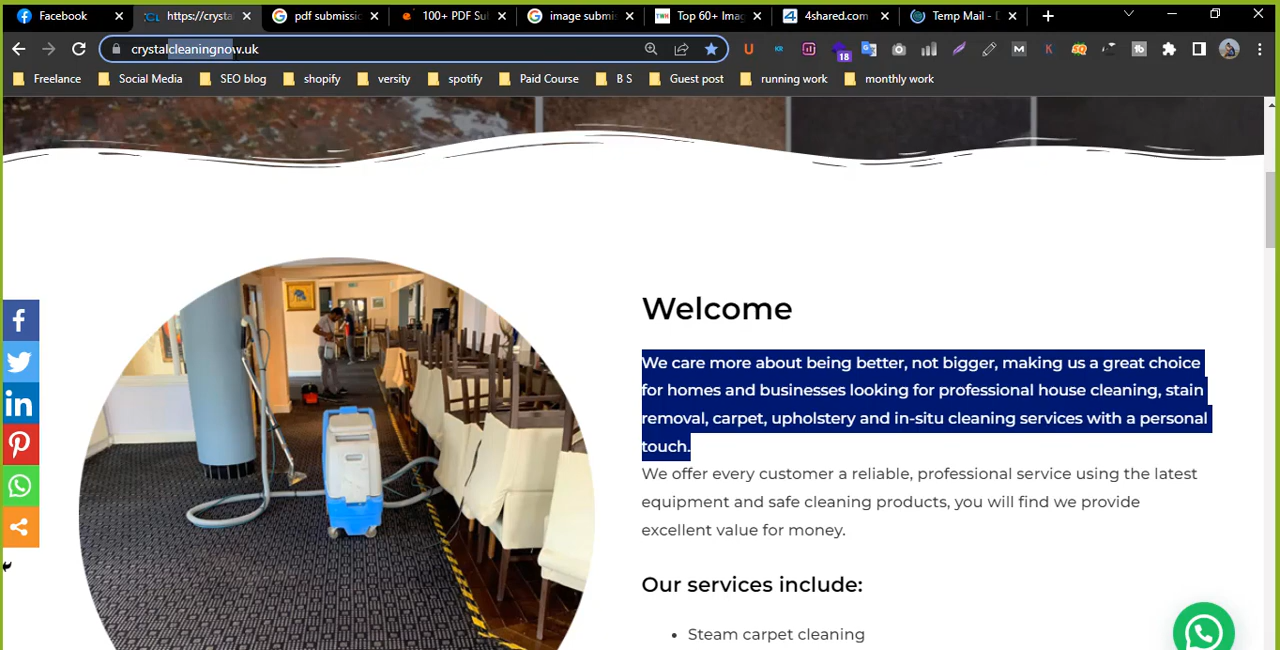 Facebook
https://crysta
pdf submissio
100+ PDF Su
image submis
Top 60+ Imag
4shared.com
Temp Mail - D
crystalcleaningnow.uk
18
Freelance
Social Media
SEO blog
shopify
versity
spotify
Paid Course
B S
Guest post
running work
monthly work
Welcome
We care more about being better, not bigger, making us a great choice
for homes and businesses looking for professional house cleaning, stain
removal, carpet, upholstery and in-situ cleaning services with a personal
touch.
We offer every customer a reliable, professional service using the latest
equipment and safe cleaning products, you will find we provide
excellent value for money.
Our services include:
• Steam carpet cleaning